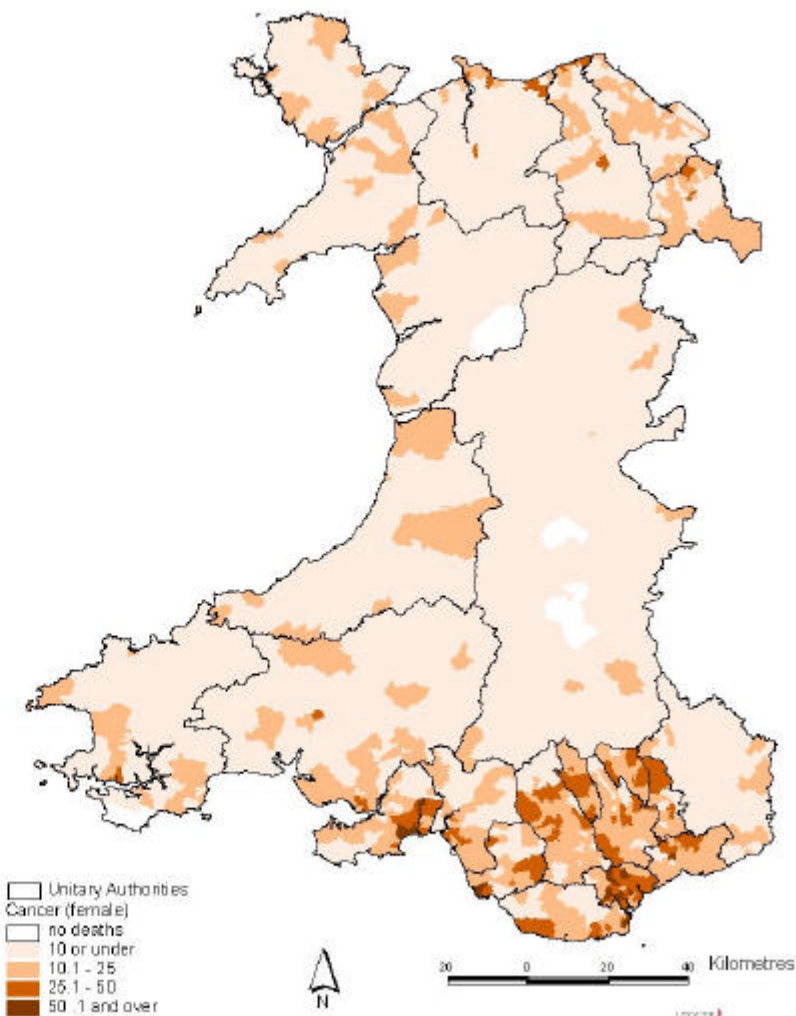 Unitary Authorities
Cancer (female)
no deaths
10 or under
10.1 - 25
25.1 - 50
50 .1 and over
N
20 0 20 40 Kilometres